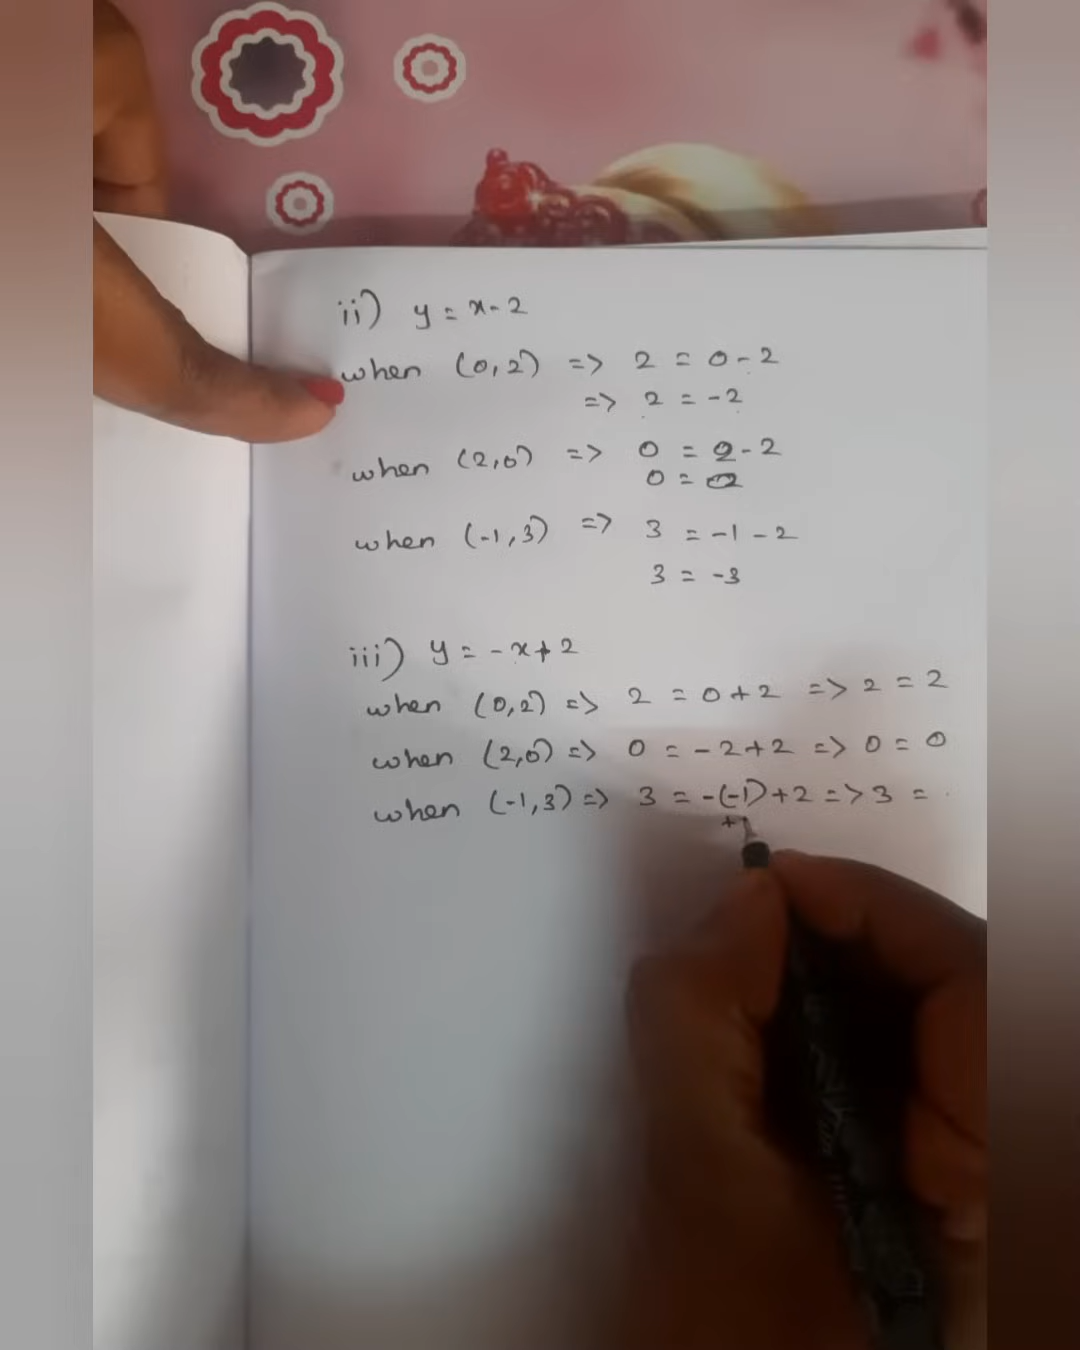 ii) y = x - 2
when (0,2) => 2 = 0 - 2
=> 2 = -2
when (2,0) => 0 = 2 - 2
0 = 0
when (-1,3) => 3 = -1 - 2
3 = -3
iii) y = -x + 2
when (0,2) => 2 = 0 + 2 => 2 = 2
when (2,0) => 0 = -2 + 2 => 0 = 0
when (-1,3) => 3 = -(-1) + 2 => 3 =
+